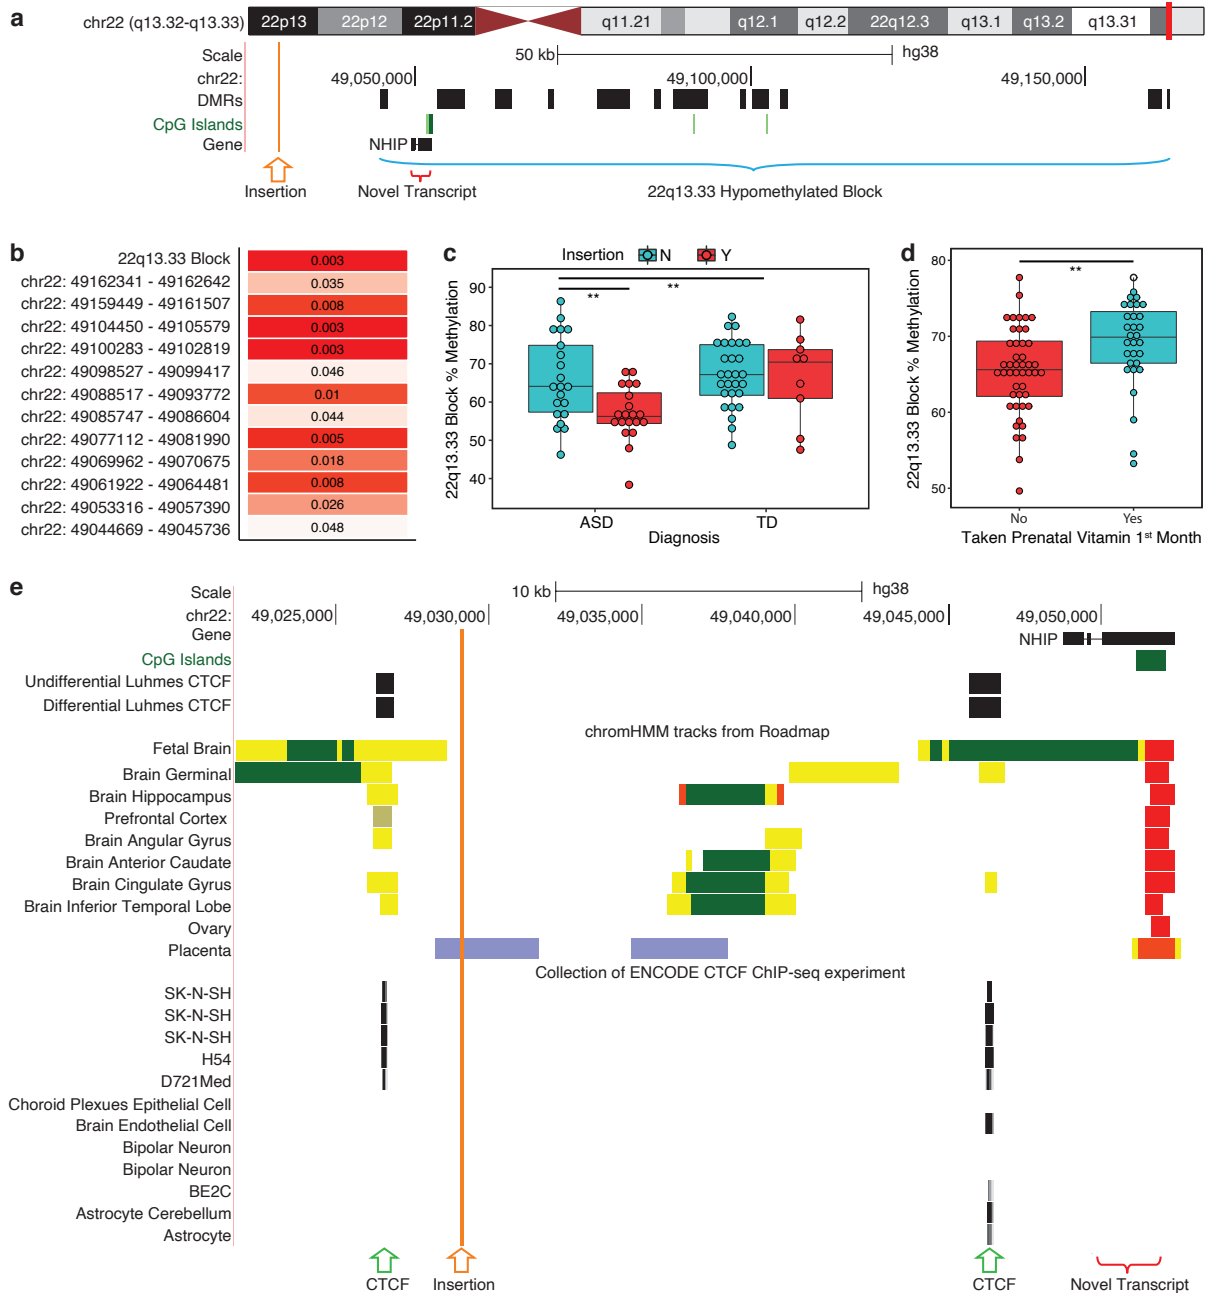 a
chr22 (q13.32-q13.33) 22p13 22p12 22p11.2 q11.21 q12.1 q12.2 22q12.3 q13.1 q13.2 q13.31
Scale 50 kb hg38
chr22: 49,050,000 49,100,000 49,150,000
DMRs
CpG Islands
Gene NHIP
Insertion Novel Transcript 22q13.33 Hypomethylated Block
b
22q13.33 Block 0.003
chr22: 49162341 - 49162642 0.035
chr22: 49159449 - 49161507 0.008
chr22: 49104450 - 49105579 0.003
chr22: 49100283 - 49102819 0.003
chr22: 49098527 - 49099417 0.046
chr22: 49088517 - 49093772 0.01
chr22: 49085747 - 49086604 0.044
chr22: 49077112 - 49081990 0.005
chr22: 49069962 - 49070675 0.018
chr22: 49061922 - 49064481 0.008
chr22: 49053316 - 49057390 0.026
chr22: 49044669 - 49045736 0.048
c
Insertion N Y
22q13.33 Block % Methylation
90
80
70
60
50
40
** **
ASD TD
Diagnosis
d
22q13.33 Block % Methylation
80
70
60
50
**
No Yes
Taken Prenatal Vitamin 1st Month
e
Scale 10 kb hg38
chr22: 49,025,000 49,030,000 49,035,000 49,040,000 49,045,000 49,050,000
Gene NHIP
CpG Islands
Undifferential Luhmes CTCF
Differential Luhmes CTCF
chromHMM tracks from Roadmap
Fetal Brain
Brain Germinal
Brain Hippocampus
Prefrontal Cortex
Brain Angular Gyrus
Brain Anterior Caudate
Brain Cingulate Gyrus
Brain Inferior Temporal Lobe
Ovary
Placenta
Collection of ENCODE CTCF ChIP-seq experiment
SK-N-SH
SK-N-SH
SK-N-SH
H54
D721Med
Choroid Plexues Epithelial Cell
Brain Endothelial Cell
Bipolar Neuron
Bipolar Neuron
BE2C
Astrocyte Cerebellum
Astrocyte
CTCF Insertion CTCF Novel Transcript